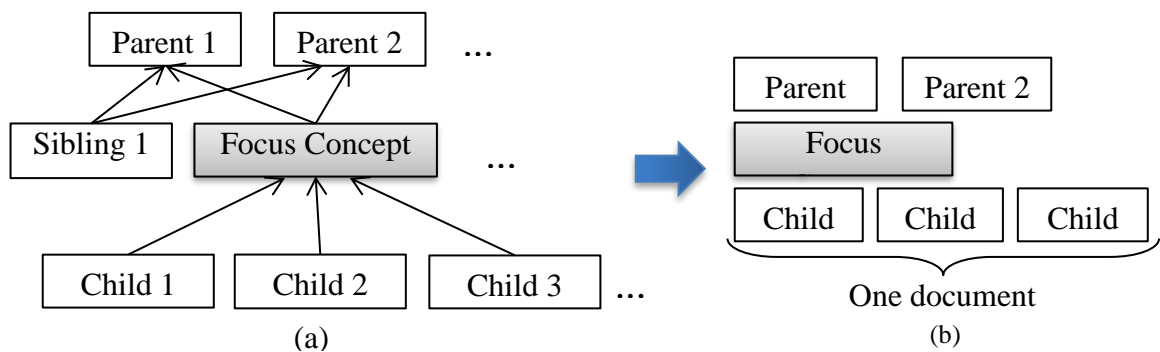 Parent 1
Parent 2
...
Sibling 1
Focus Concept
...
Child 1
Child 2
Child 3
...
(a)
Parent
Parent 2
Focus
Child
Child
Child
One document
(b)